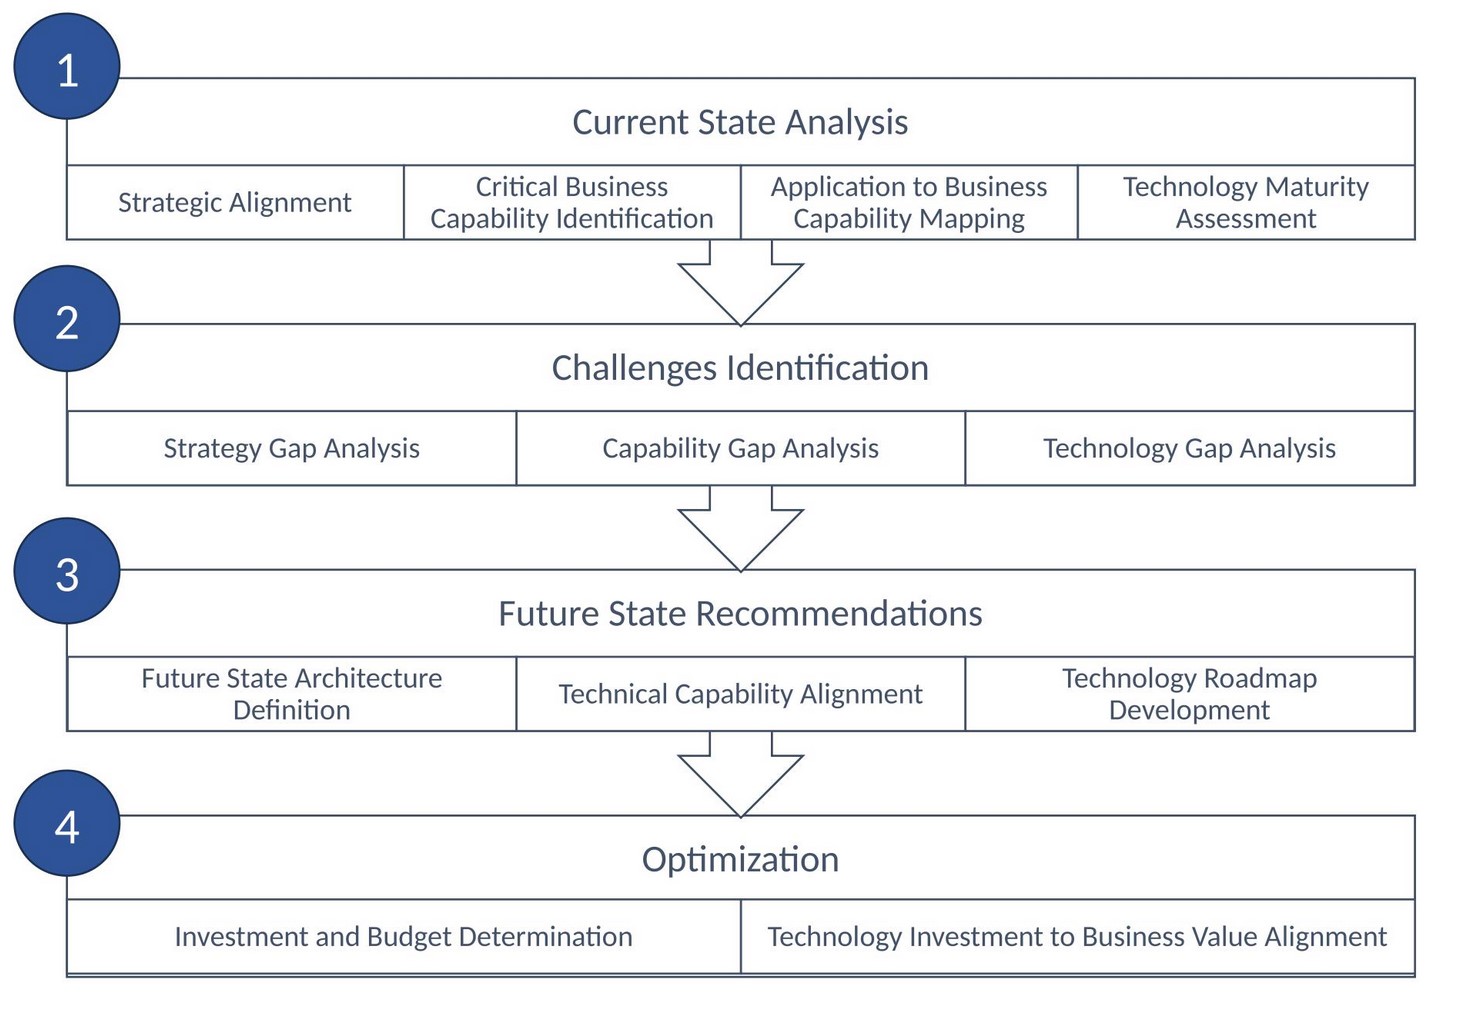 1
Current State Analysis
Strategic Alignment
Critical Business
Capability Identification
Application to Business
Capability Mapping
Technology Maturity
Assessment
2
Challenges Identification
Strategy Gap Analysis
Capability Gap Analysis
Technology Gap Analysis
3
Future State Recommendations
Future State Architecture
Definition
Technical Capability Alignment
Technology Roadmap
Development
4
Optimization
Investment and Budget Determination
Technology Investment to Business Value Alignment